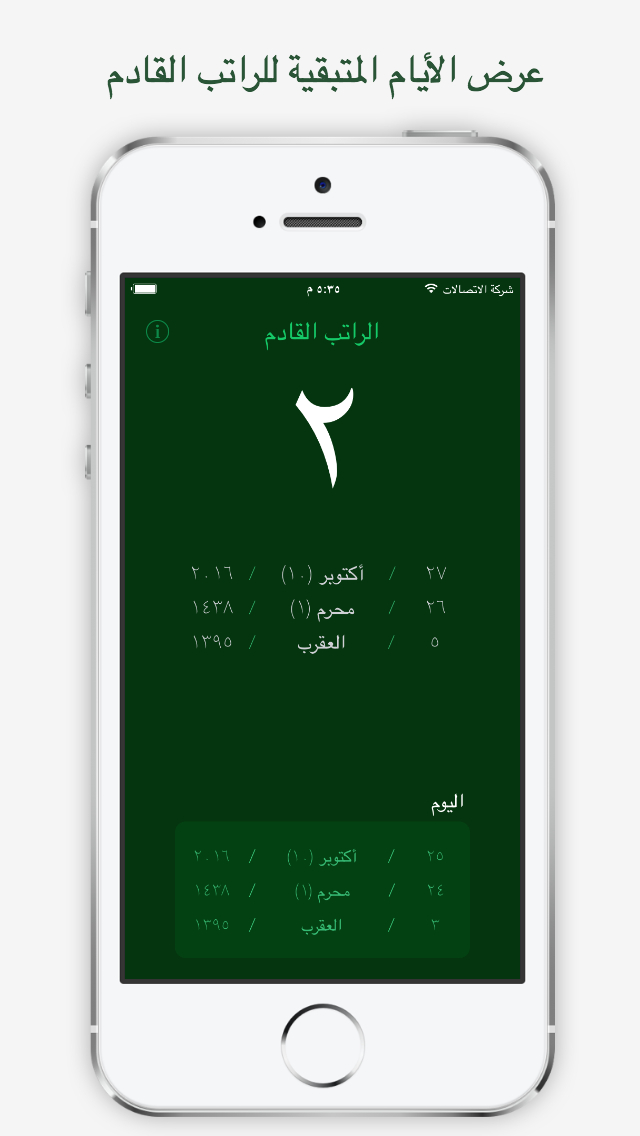 عرض الأيام المتبقية للراتب القادم
شركة الاتصالات ٥:٣٥ م
الراتب القادم
٢
٢٧ / أكتوبر (١٠) / ٢٠١٦
٢٦ / محرم (١) / ١٤٣٨
٥ / العقرب / ١٣٩٥
اليوم
٢٥ / أكتوبر (١٠) / ٢٠١٦
٢٤ / محرم (١) / ١٤٣٨
٣ / العقرب / ١٣٩٥